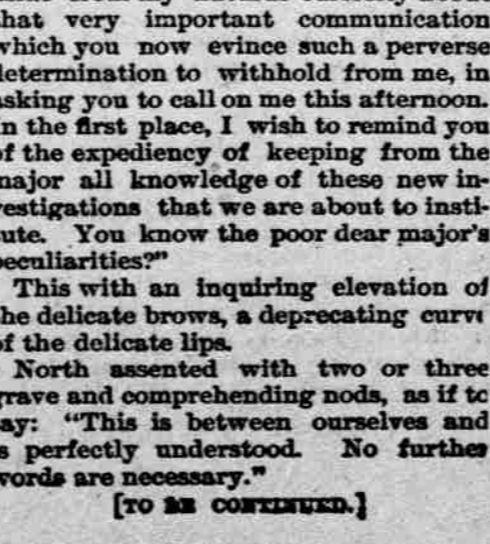 that very important communication
which you now evince such a perverse
determination to withhold from me, in
asking you to call on me this afternoon.
In the first place, I wish to remind you
of the expediency of keeping from the
major all knowledge of these new in-
vestigations that we are about to insti-
tute. You know the poor dear major's
peculiarities?"
This with an inquiring elevation of
the delicate brows, a deprecating curve
of the delicate lips.
North assented with two or three
grave and comprehending nods, as if to
say: "This is between ourselves and
is perfectly understood. No further
words are necessary."
[TO BE CONTINUED.]